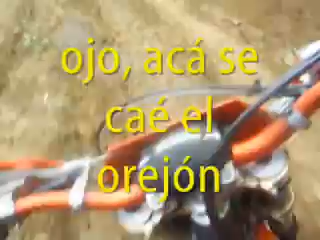 ojo, acá se
caé el
orejón